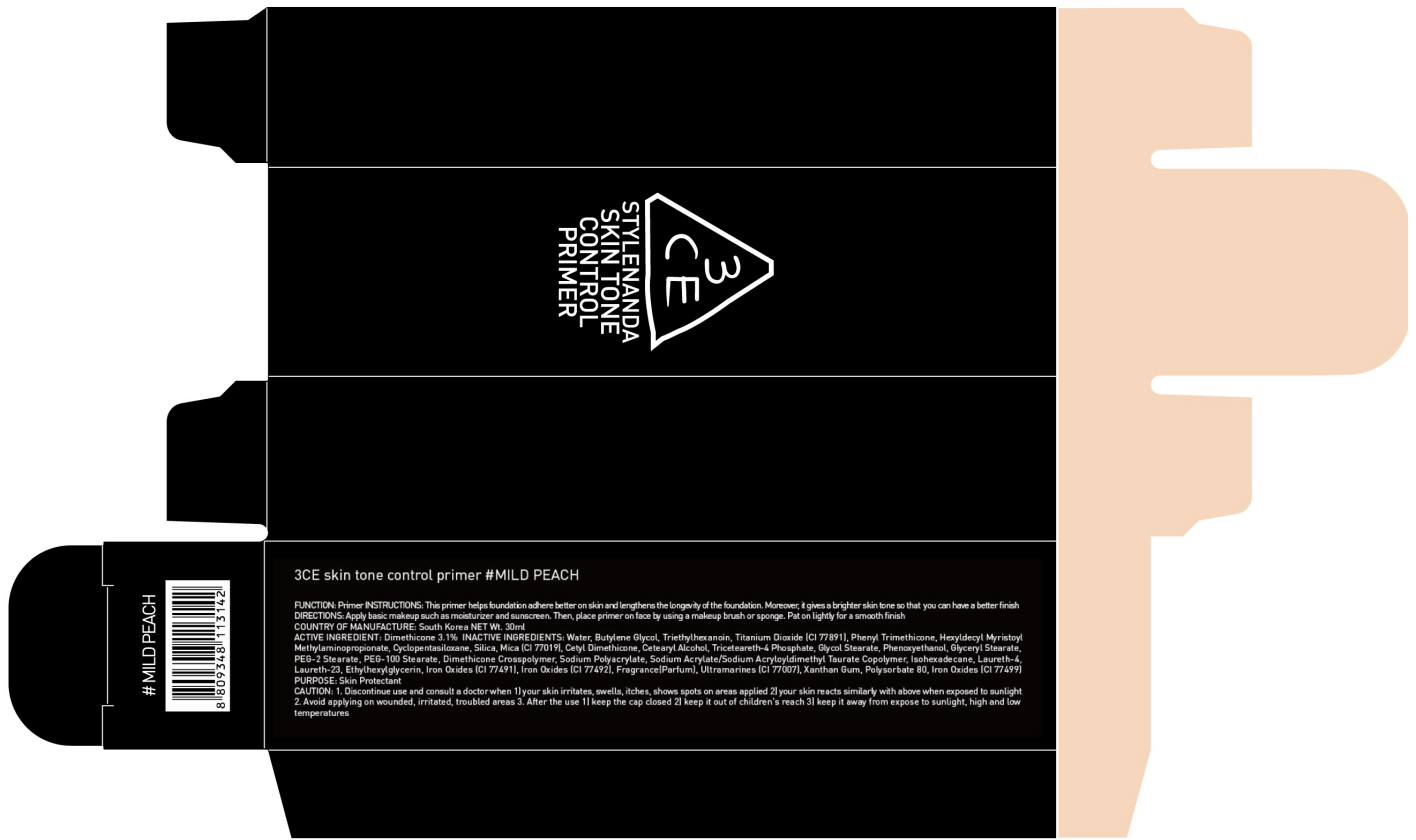 3
CE
STYLENANDA
SKIN TONE
CONTROL
PRIMER
# MILD PEACH
8 809348 113142
3CE skin tone control primer #MILD PEACH
FUNCTION: Primer INSTRUCTIONS: This primer helps foundation adhere better on skin and lengthens the longevity of the foundation. Moreover, it gives a brighter skin tone so that you can have a better finish
DIRECTIONS: Apply basic makeup such as moisturizer and sunscreen. Then, place primer on face by using a makeup brush or sponge. Pat on lightly for a smooth finish
COUNTRY OF MANUFACTURE: South Korea NET Wt. 30ml
ACTIVE INGREDIENT: Dimethicone 3.1% INACTIVE INGREDIENTS: Water, Butylene Glycol, Triethylhexanoin, Titanium Dioxide (CI 77891), Phenyl Trimethicone, Hexyldecyl Myristoyl
Methylaminopropionate, Cyclopentasiloxane, Silica, Mica (CI 77019), Cetyl Dimethicone, Cetearyl Alcohol, Triceteareth-4 Phosphate, Glycol Stearate, Phenoxyethanol, Glyceryl Stearate,
PEG-2 Stearate, PEG-100 Stearate, Dimethicone Crosspolymer, Sodium Polyacrylate, Sodium Acrylate/Sodium Acryloyldimethyl Taurate Copolymer, Isohexadecane, Laureth-4,
Laureth-23, Ethylhexylglycerin, Iron Oxides (CI 77491), Iron Oxides (CI 77492), Fragrance(Parfum), Ultramarines (CI 77007), Xanthan Gum, Polysorbate 80, Iron Oxides (CI 77499)
PURPOSE: Skin Protectant
CAUTION: 1. Discontinue use and consult a doctor when 1) your skin irritates, swells, itches, shows spots on areas applied 2) your skin reacts similarly with above when exposed to sunlight
2. Avoid applying on wounded, irritated, troubled areas 3. After the use 1) keep the cap closed 2) keep it out of children's reach 3) keep it away from expose to sunlight, high and low
temperatures